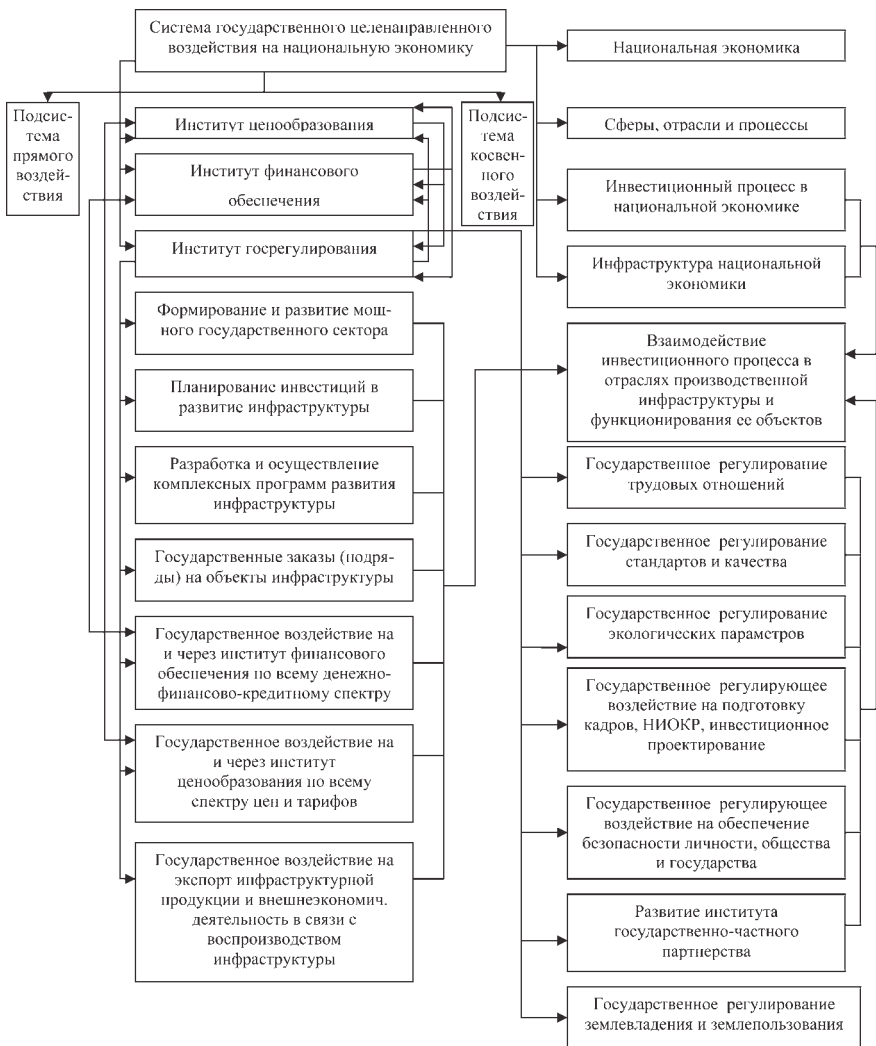 Система государственного целенаправленного
воздействия на национальную экономику
Национальная экономика
Подсис-
тема
прямого
воздей-
ствия
Институт ценообразования
Подсис-
тема
косвен-
ного
воздей-
ствия
Сферы, отрасли и процессы
Институт финансового
обеспечения
Инвестиционный процесс в
национальной экономике
Институт госрегулирования
Инфраструктура национальной
экономики
Формирование и развитие мощ-
ного государственного сектора
Планирование инвестиций в
развитие инфраструктуры
Разработка и осуществление
комплексных программ развития
инфраструктуры
Государственные заказы (подря-
ды) на объекты инфраструктуры
Государственное воздействие на
и через институт финансового
обеспечения по всему денежно-
финансово-кредитному спектру
Государственное воздействие на
и через институт
ценообразования по всему
спектру цен и тарифов
Государственное воздействие на
экспорт инфраструктурной
продукции и внешнеэкономич.
деятельность в связи с
воспроизводством
инфраструктуры
Взаимодействие
инвестиционного процесса в
отраслях производственной
инфраструктуры и
функционирования ее объектов
Государственное регулирование
трудовых отношений
Государственное регулирование
стандартов и качества
Государственное регулирование
экологических параметров
Государственное регулирующее
воздействие на подготовку
кадров, НИОКР, инвестиционное
проектирование
Государственное регулирующее
воздействие на обеспечение
безопасности личности, общества
и государства
Развитие института
государственно-частного
партнерства
Государственное регулирование
землевладения и землепользования